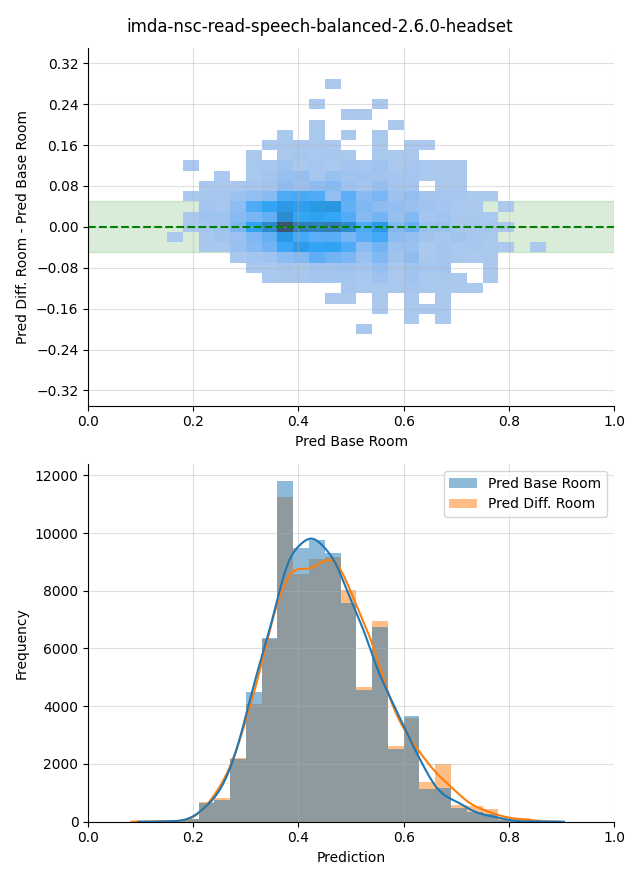 imda-nsc-read-speech-balanced-2.6.0-headset
Pred Diff. Room - Pred Base Room
0.32
0.24
0.16
0.08
0.00
−0.08
−0.16
−0.24
−0.32
0.0 0.2 0.4 0.6 0.8 1.0
Pred Base Room
Frequency
12000
10000
8000
6000
4000
2000
0
Pred Base Room
Pred Diff. Room
0.0 0.2 0.4 0.6 0.8 1.0
Prediction